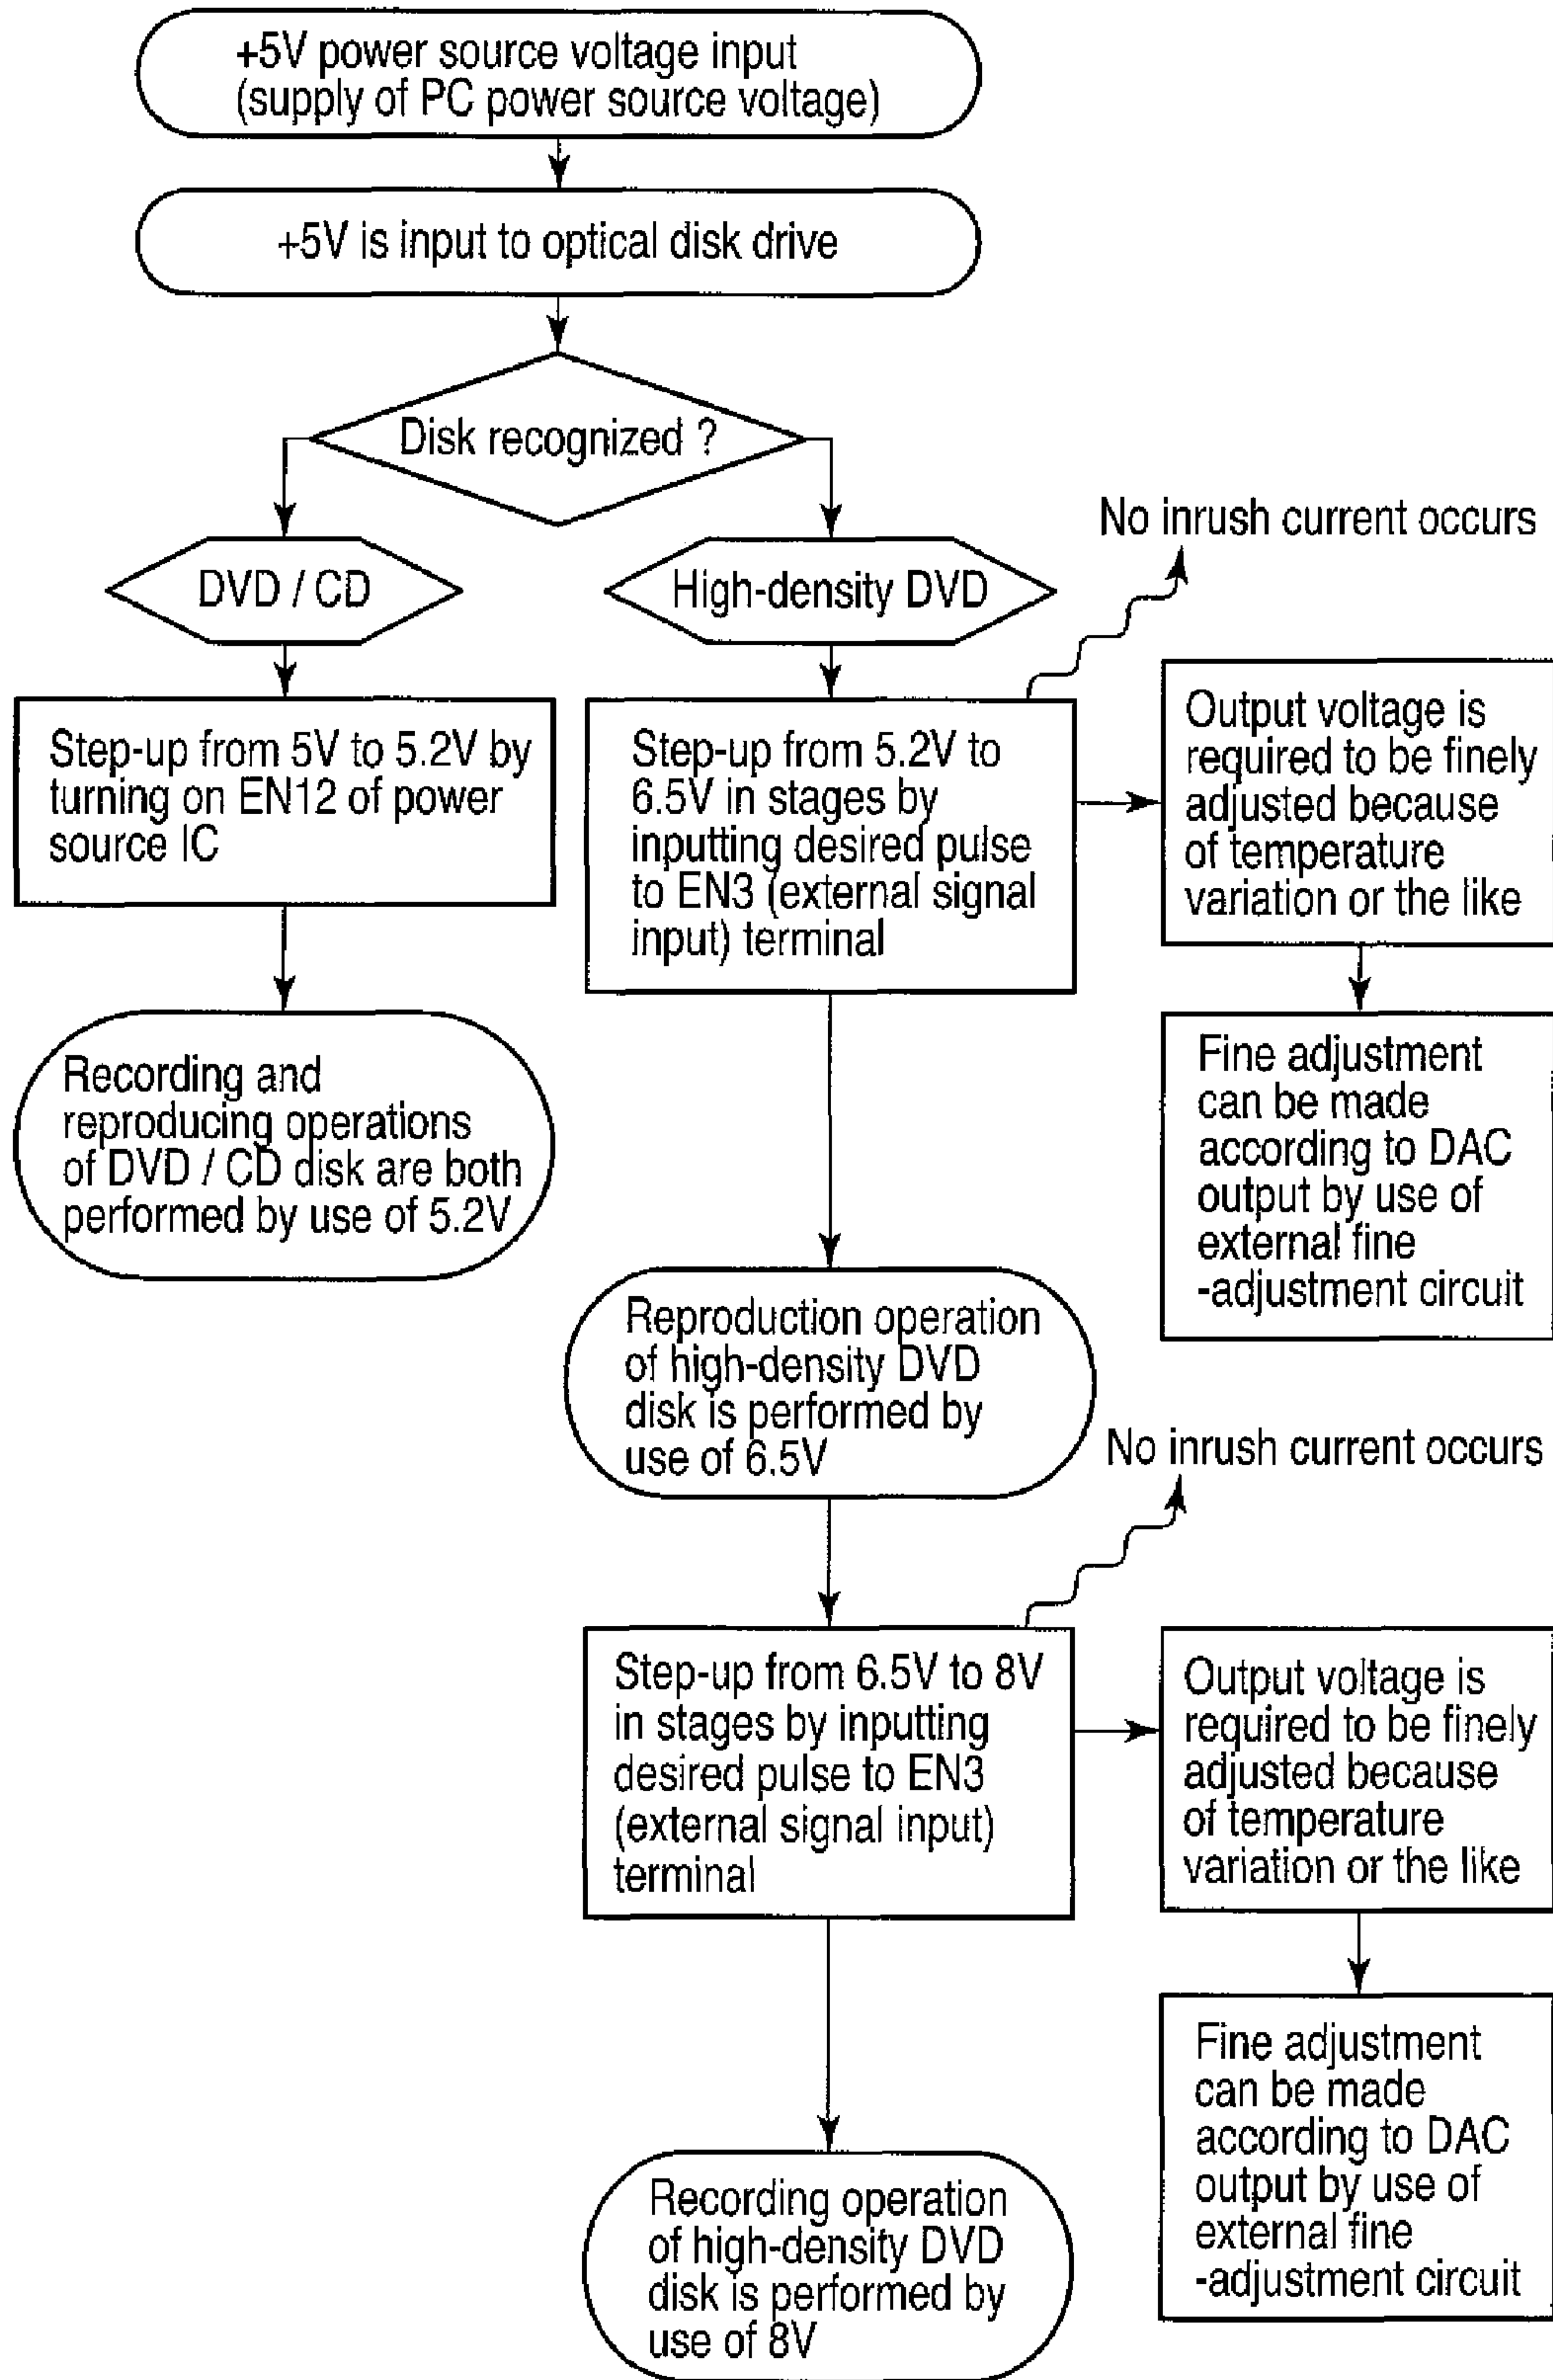 +5V power source voltage input
(supply of PC power source voltage)
+5V is input to optical disk drive
Disk recognized ?
DVD / CD
High-density DVD
No inrush current occurs
Step-up from 5V to 5.2V by
turning on EN12 of power
source IC
Step-up from 5.2V to
6.5V in stages by
inputting desired pulse
to EN3 (external signal
input) terminal
Output voltage is
required to be finely
adjusted because
of temperature
variation or the like
Recording and
reproducing operations
of DVD / CD disk are both
performed by use of 5.2V
Fine adjustment
can be made
according to DAC
output by use of
external fine
-adjustment circuit
Reproduction operation
of high-density DVD
disk is performed by
use of 6.5V
No inrush current occurs
Step-up from 6.5V to 8V
in stages by inputting
desired pulse to EN3
(external signal input)
terminal
Output voltage is
required to be finely
adjusted because
of temperature
variation or the like
Fine adjustment
can be made
according to DAC
output by use of
external fine
-adjustment circuit
Recording operation
of high-density DVD
disk is performed by
use of 8V